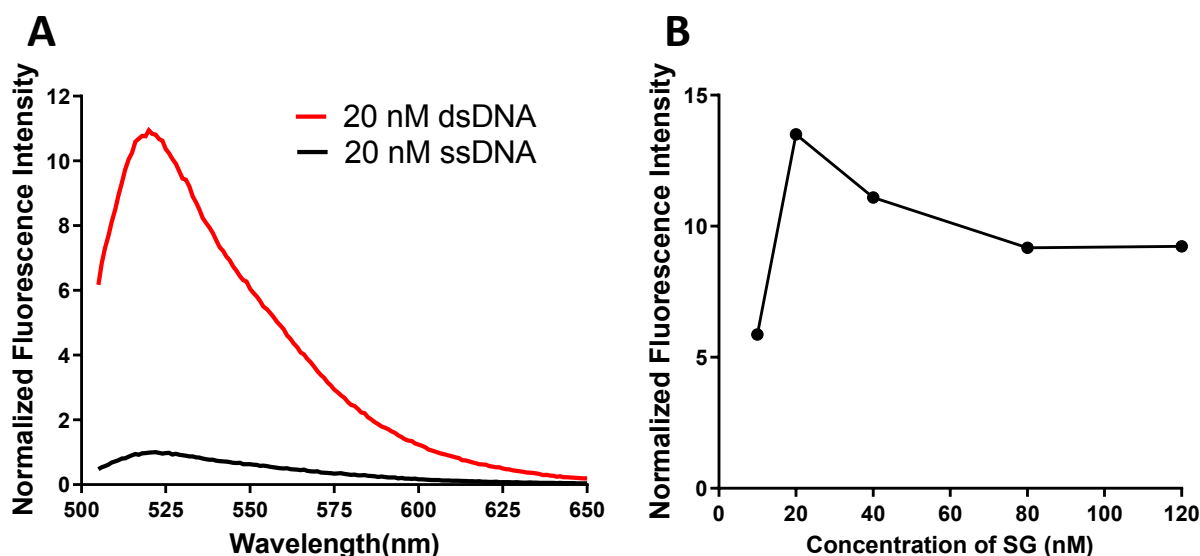 A
Normalized Fluorescence Intensity
12
10
8
6
4
2
0
500 525 550 575 600 625 650
Wavelength(nm)
20 nM dsDNA
20 nM ssDNA
B
Normalized Fluorescence Intensity
15
10
5
0
0 20 40 60 80 100 120
Concentration of SG (nM)